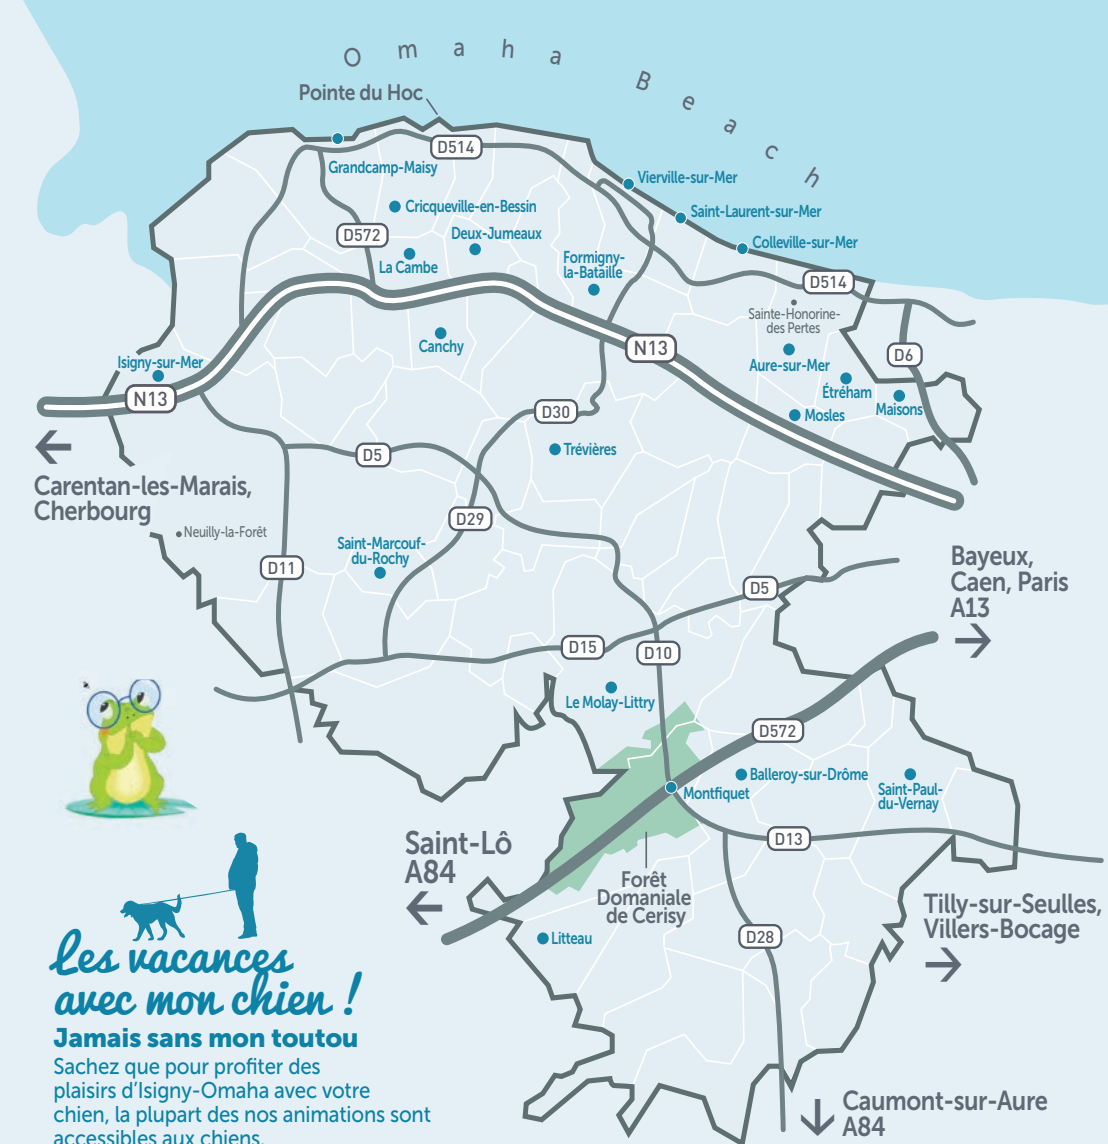 Omaha Beach
Pointe du Hoc
D514
Grandcamp-Maisy
Vierville-sur-Mer
Cricqueville-en-Bessin
Saint-Laurent-sur-Mer
D572
Deux-Jumeaux
Colleville-sur-Mer
La Cambe
Formigny-
la-Bataille
D514
Sainte-Honorine-
des Pertes
Canchy
N13
D6
Isigny-sur-Mer
Aure-sur-Mer
N13
Étréham
Maisons
D30
Mosles
D5
Trévières
Carentan-les-Marais,
Cherbourg
D29
Neuilly-la-Forêt
Saint-Marcouf-
du-Rochy
D11
Bayeux,
Caen, Paris
A13
D5
D15
D10
Le Molay-Littry
D572
Balleroy-sur-Drôme
Montfiquet
Saint-Paul-
du-Vernay
D13
Saint-Lô
A84
Forêt
Domaniale
de Cerisy
Tilly-sur-Seulles,
Villers-Bocage
Litteau
D28
Les vacances
avec mon chien !
Jamais sans mon toutou
Sachez que pour profiter des
plaisirs d'Isigny-Omaha avec votre
chien, la plupart des nos animations sont
accessibles aux chiens.
Caumont-sur-Aure
A84